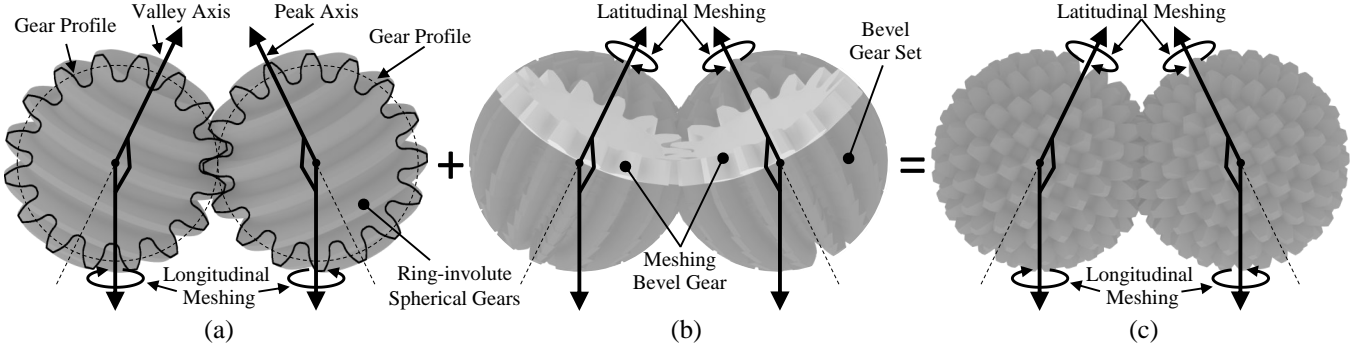 Gear Profile
Valley Axis
Peak Axis
Gear Profile
Longitudinal
Meshing
Ring-involute
Spherical Gears
(a)
+
Latitudinal Meshing
Bevel
Gear Set
Meshing
Bevel Gear
(b)
=
Latitudinal Meshing
Longitudinal
Meshing
(c)